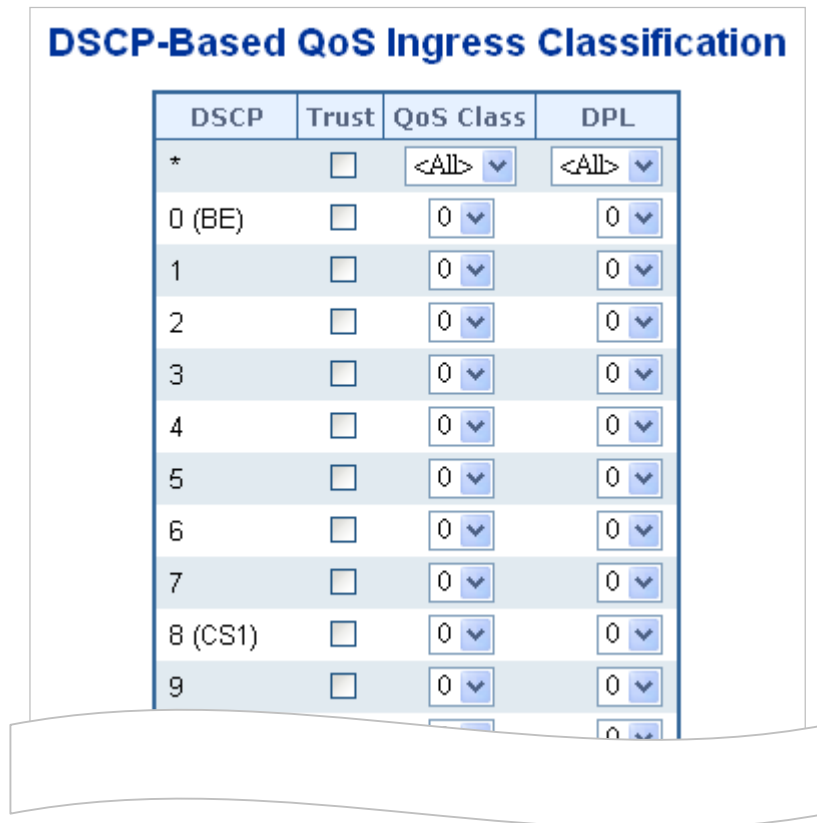 DSCP-Based QoS Ingress Classification
DSCP Trust QoS Class DPL
* <All> <All>
0 (BE) 0 0
1 0 0
2 0 0
3 0 0
4 0 0
5 0 0
6 0 0
7 0 0
8 (CS1) 0 0
9 0 0